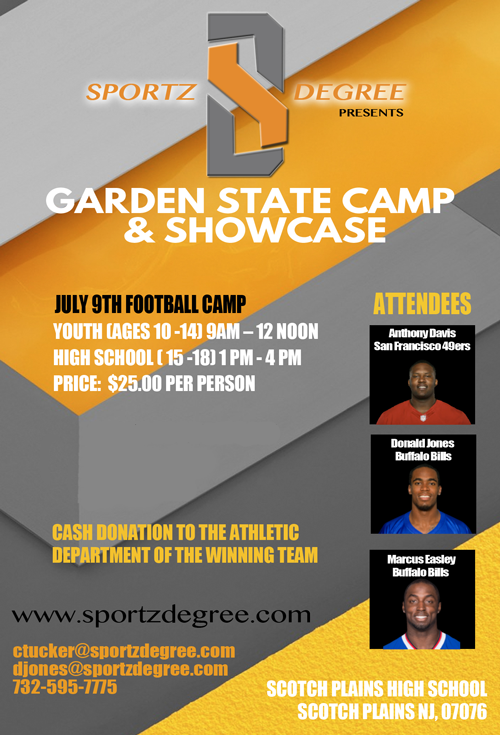 SPORTZ DEGREE
PRESENTS
GARDEN STATE CAMP
& SHOWCASE
JULY 9TH FOOTBALL CAMP
YOUTH (AGES 10 -14) 9AM – 12 NOON
HIGH SCHOOL ( 15 -18) 1 PM - 4 PM
PRICE: $25.00 PER PERSON
ATTENDEES
Anthony Davis
San Francisco 49ers
Donald Jones
Buffalo Bills
Marcus Easley
Buffalo Bills
CASH DONATION TO THE ATHLETIC
DEPARTMENT OF THE WINNING TEAM
www.sportzdegree.com
ctucker@sportzdegree.com
djones@sportzdegree.com
732-595-7775
SCOTCH PLAINS HIGH SCHOOL
SCOTCH PLAINS NJ, 07076